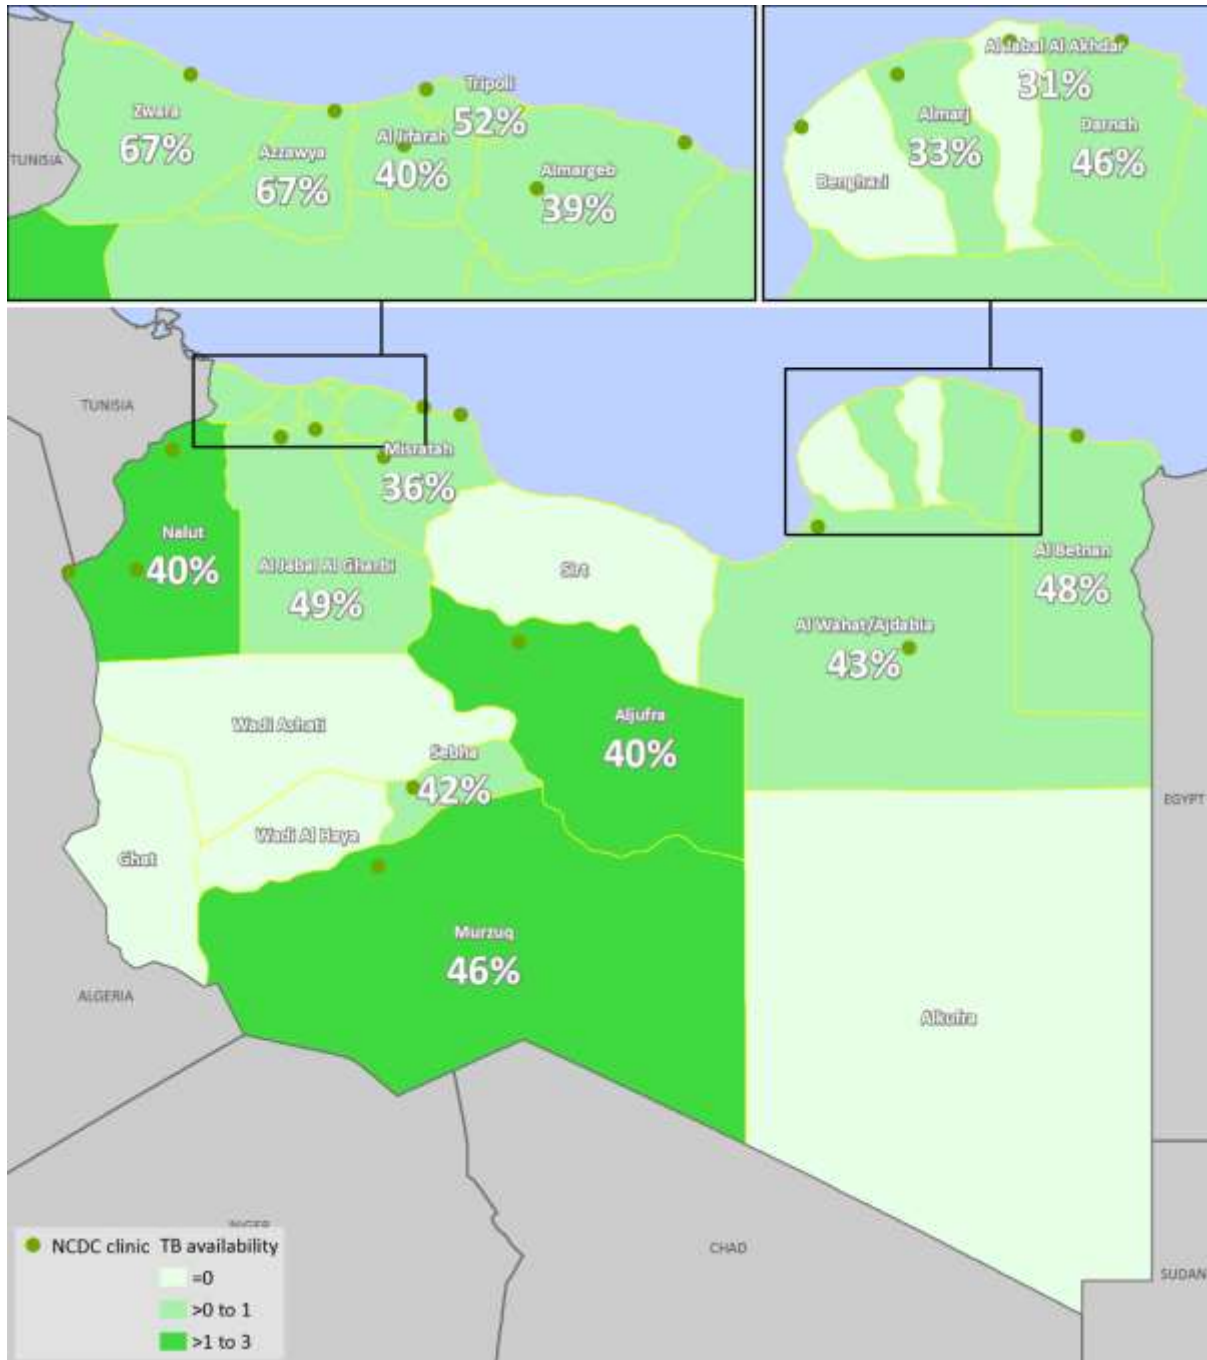 Zwara
67%
TUNISIA
Azzawya
67%
Al Jifarah
40%
Tripoli
52%
Almargeb
39%
Al Jabal Al Akhdar
31%
Almarj
33%
Darnah
46%
Benghazi
TUNISIA
Misratah
36%
Nalut
40%
Al Jabal Al Gharbi
49%
Sirt
Al Betnan
48%
Al Wahat/Ajdabia
43%
Wadi Ashati
Aljufra
40%
Sebha
42%
EGYPT
Wadi Al Haya
Ghat
Murzuq
46%
ALGERIA
Alkufra
NIGER
CHAD
SUDAN
NCDC clinic TB availability
=0
>0 to 1
>1 to 3